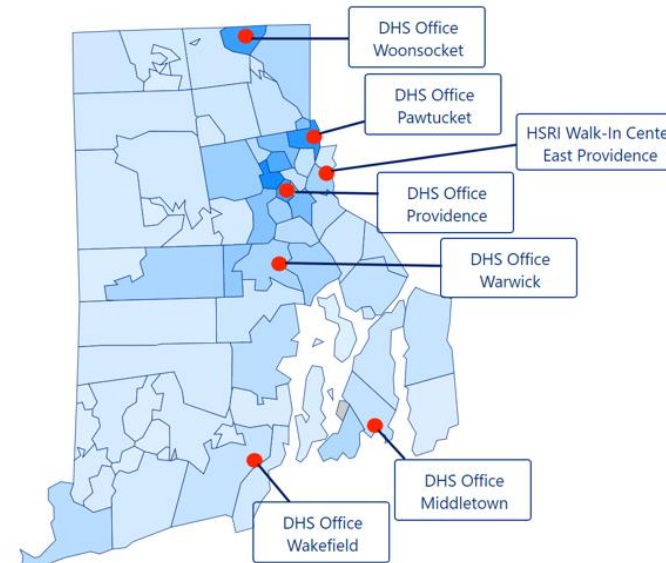 DHS Office
Woonsocket
DHS Office
Pawtucket
HSRI Walk-In Cente
East Providence
DHS Office
Providence
DHS Office
Warwick
DHS Office
Middletown
DHS Office
Wakefield